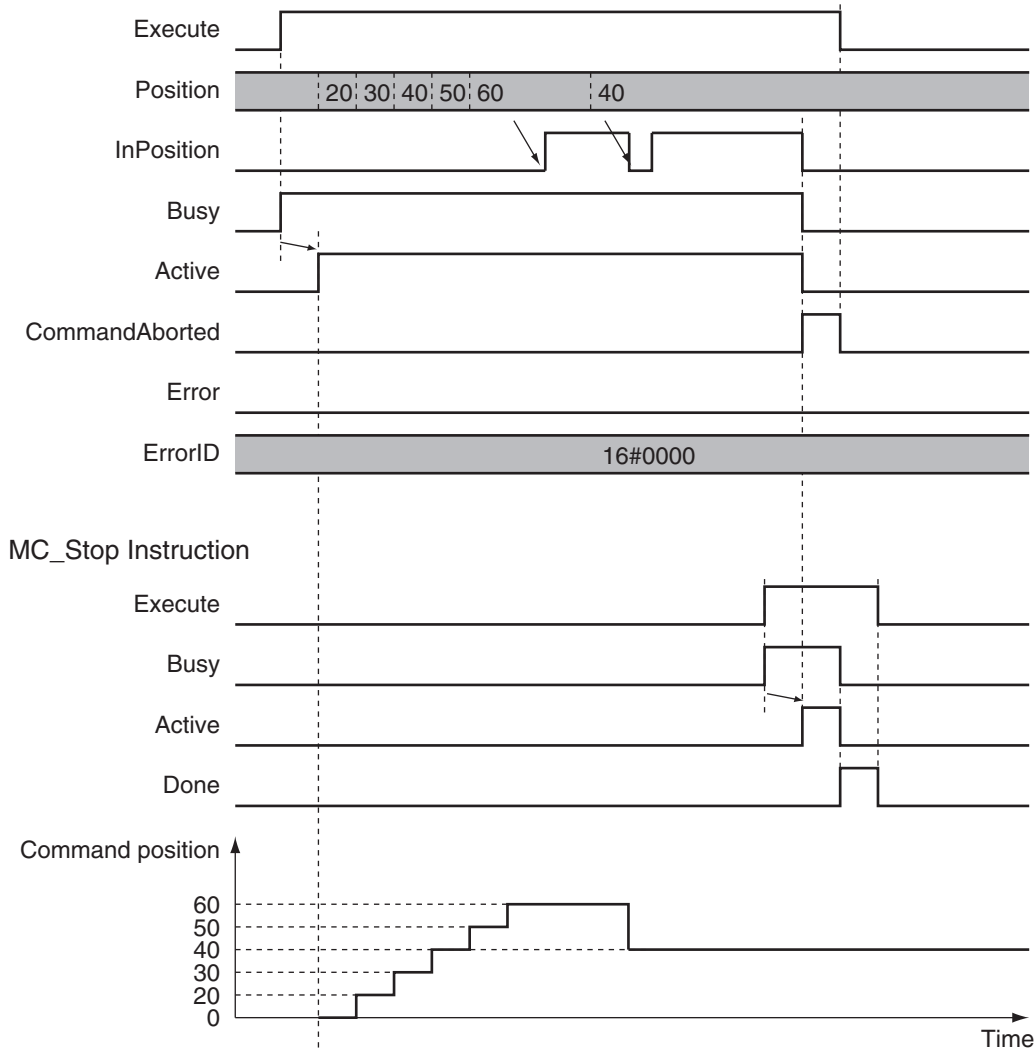 Execute
Position
20 30 40 50 60 40
InPosition
Busy
Active
CommandAborted
Error
ErrorID
16#0000
MC_Stop Instruction
Execute
Busy
Active
Done
Command position
60
50
40
30
20
0
Time